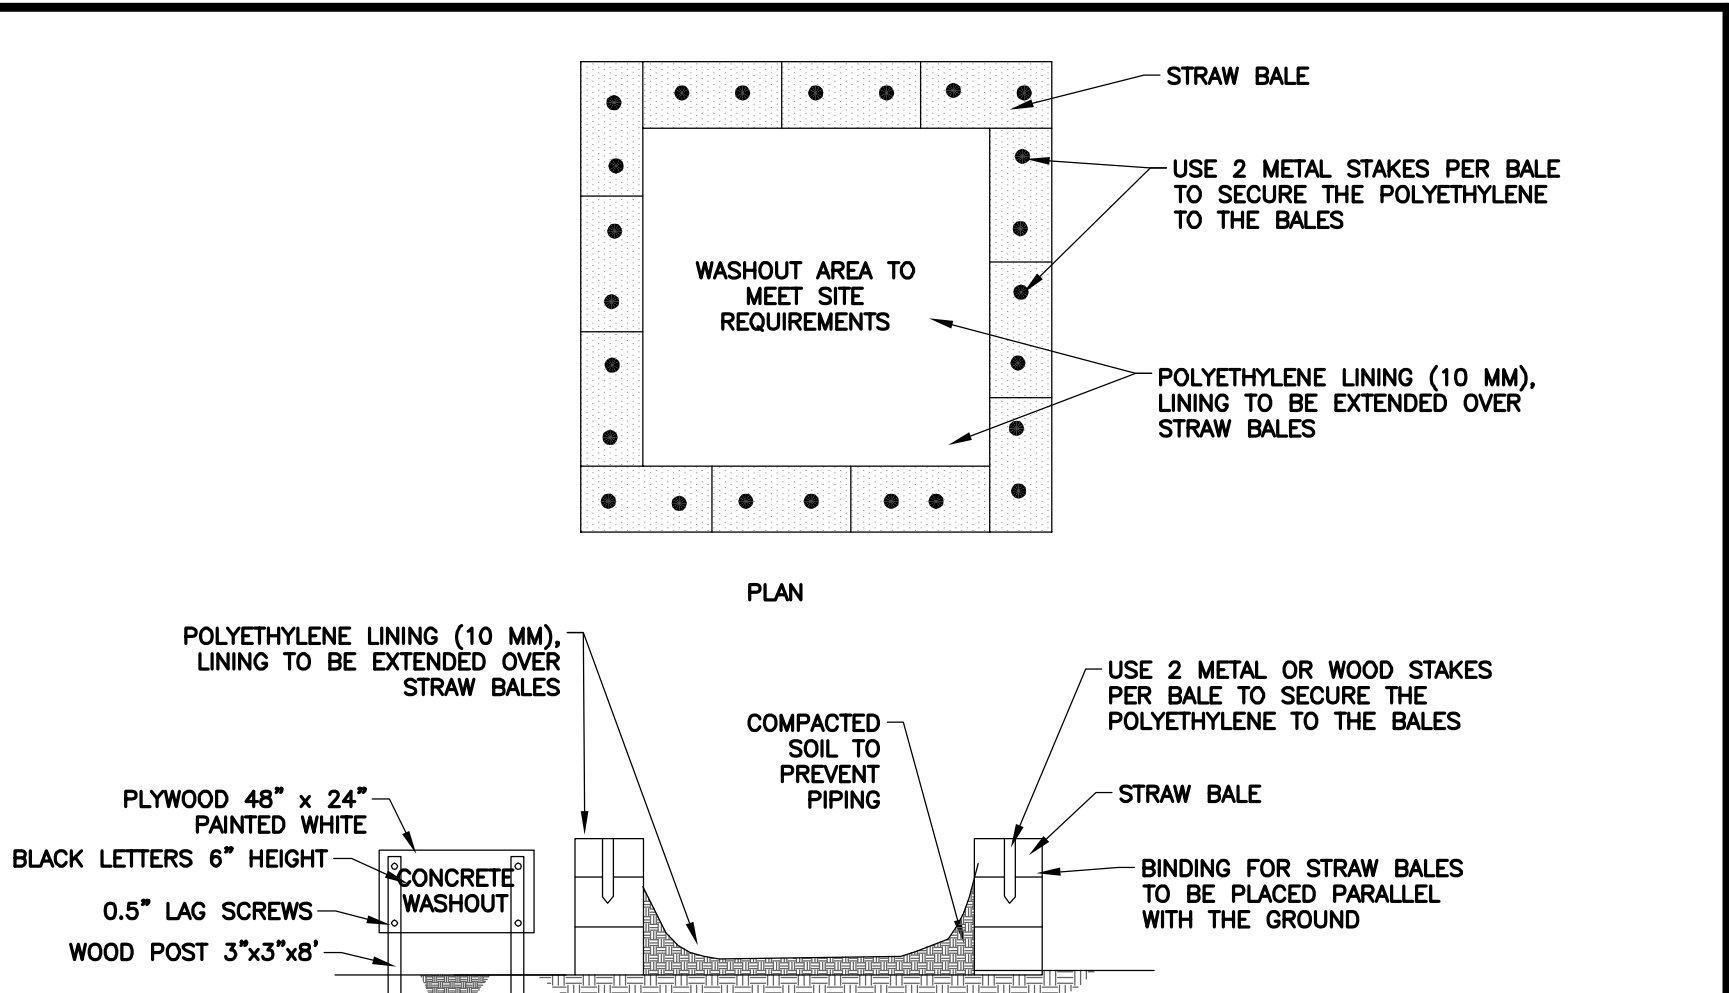 STRAW BALE
USE 2 METAL STAKES PER BALE
TO SECURE THE POLYETHYLENE
TO THE BALES
WASHOUT AREA TO
MEET SITE
REQUIREMENTS
POLYETHYLENE LINING (10 MM),
LINING TO BE EXTENDED OVER
STRAW BALES
PLAN
POLYETHYLENE LINING (10 MM),
LINING TO BE EXTENDED OVER
STRAW BALES
USE 2 METAL OR WOOD STAKES
PER BALE TO SECURE THE
POLYETHYLENE TO THE BALES
COMPACTED
SOIL TO
PREVENT
PIPING
STRAW BALE
PLYWOOD 48" x 24"
PAINTED WHITE
BLACK LETTERS 6" HEIGHT
CONCRETE
WASHOUT
0.5" LAG SCREWS
WOOD POST 3"x3"x8'
BINDING FOR STRAW BALES
TO BE PLACED PARALLEL
WITH THE GROUND